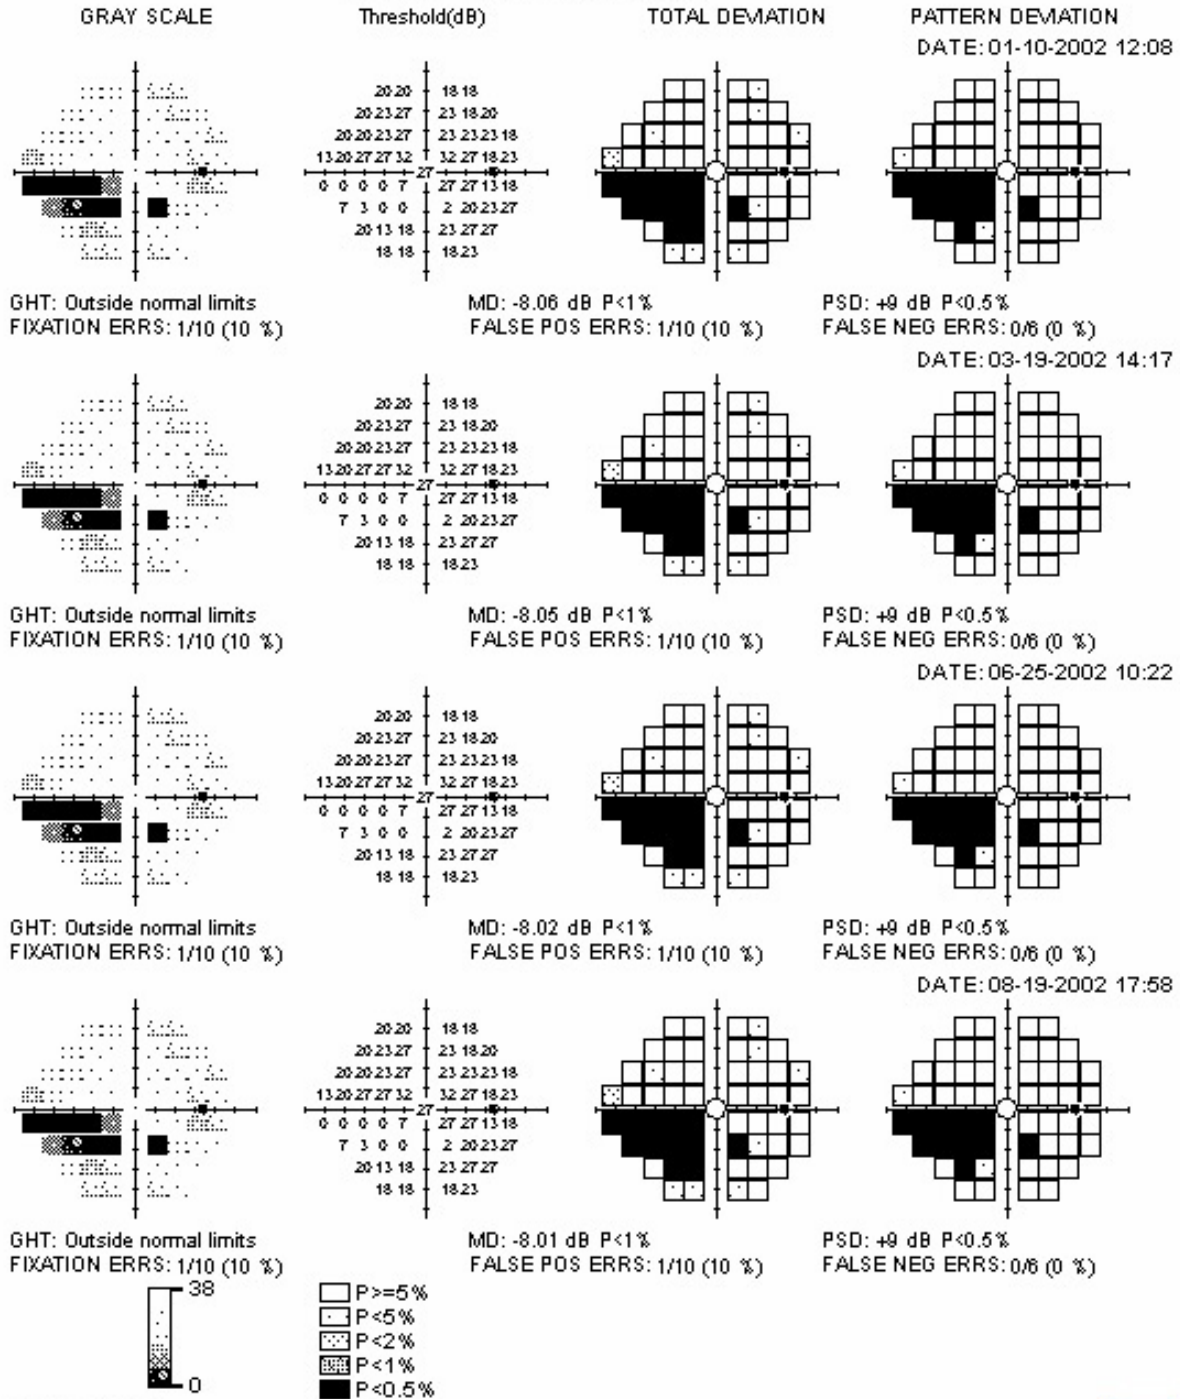 GRAY SCALE Threshold(dB) TOTAL DEVIATION PATTERN DEVIATION
DATE: 01-10-2002 12:08
20 20 18 18
20 23 27 23 18 20
20 20 23 27 23 23 23 18
13 20 27 27 32 32 27 18 23
27
0 0 0 0 7 27 27 13 18
7 3 0 0 2 20 23 27
20 13 18 23 27 27
18 18 18 23
GHT: Outside normal limits MD: -8.06 dB P<1% PSD: +9 dB P<0.5%
FIXATION ERRS: 1/10 (10 %) FALSE POS ERRS: 1/10 (10 %) FALSE NEG ERRS: 0/6 (0 %)
DATE: 03-19-2002 14:17
20 20 18 18
20 23 27 23 18 20
20 20 23 27 23 23 23 18
13 20 27 27 32 32 27 18 23
27
0 0 0 0 7 27 27 13 18
7 3 0 0 2 20 23 27
20 13 18 23 27 27
18 18 18 23
GHT: Outside normal limits MD: -8.05 dB P<1% PSD: +9 dB P<0.5%
FIXATION ERRS: 1/10 (10 %) FALSE POS ERRS: 1/10 (10 %) FALSE NEG ERRS: 0/6 (0 %)
DATE: 06-25-2002 10:22
20 20 18 18
20 23 27 23 18 20
20 20 23 27 23 23 23 18
13 20 27 27 32 32 27 18 23
27
0 0 0 0 7 27 27 13 18
7 3 0 0 2 20 23 27
20 13 18 23 27 27
18 18 18 23
GHT: Outside normal limits MD: -8.02 dB P<1% PSD: +9 dB P<0.5%
FIXATION ERRS: 1/10 (10 %) FALSE POS ERRS: 1/10 (10 %) FALSE NEG ERRS: 0/6 (0 %)
DATE: 08-19-2002 17:58
20 20 18 18
20 23 27 23 18 20
20 20 23 27 23 23 23 18
13 20 27 27 32 32 27 18 23
27
0 0 0 0 7 27 27 13 18
7 3 0 0 2 20 23 27
20 13 18 23 27 27
18 18 18 23
GHT: Outside normal limits MD: -8.01 dB P<1% PSD: +9 dB P<0.5%
FIXATION ERRS: 1/10 (10 %) FALSE POS ERRS: 1/10 (10 %) FALSE NEG ERRS: 0/6 (0 %)
38
0
P>=5%
P<5%
P<2%
P<1%
P<0.5%